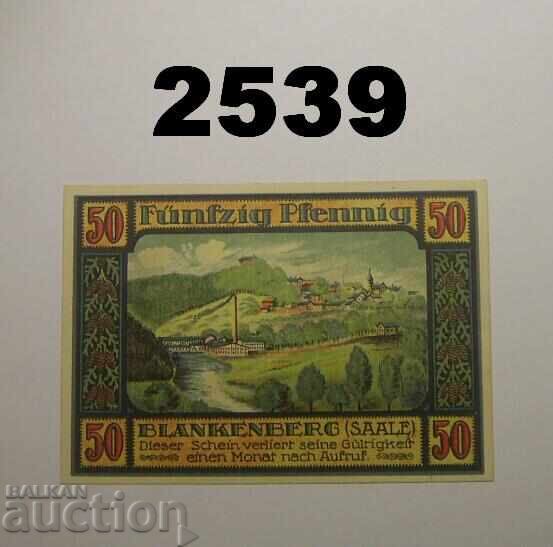 2539
50 Fünfzig Pfennig 50
50 BLANKENBERG (SAALE) 50
Dieser Schein verliert seine Gültigkeit
einen Monat nach Aufruf.
BALKAN
auction